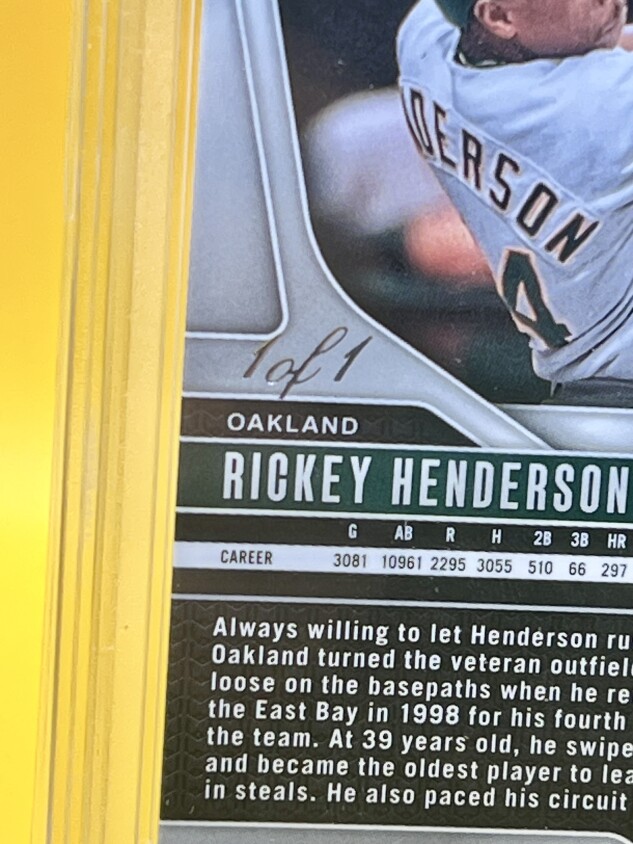 DERSON
4
1 of 1
OAKLAND
RICKEY HENDERSON
G AB R H 2B 3B HR
CAREER 3081 10961 2295 3055 510 66 297
Always willing to let Henderson ru
Oakland turned the veteran outfiel
loose on the basepaths when he re
the East Bay in 1998 for his fourth
the team. At 39 years old, he swipe
and became the oldest player to lea
in steals. He also paced his circuit